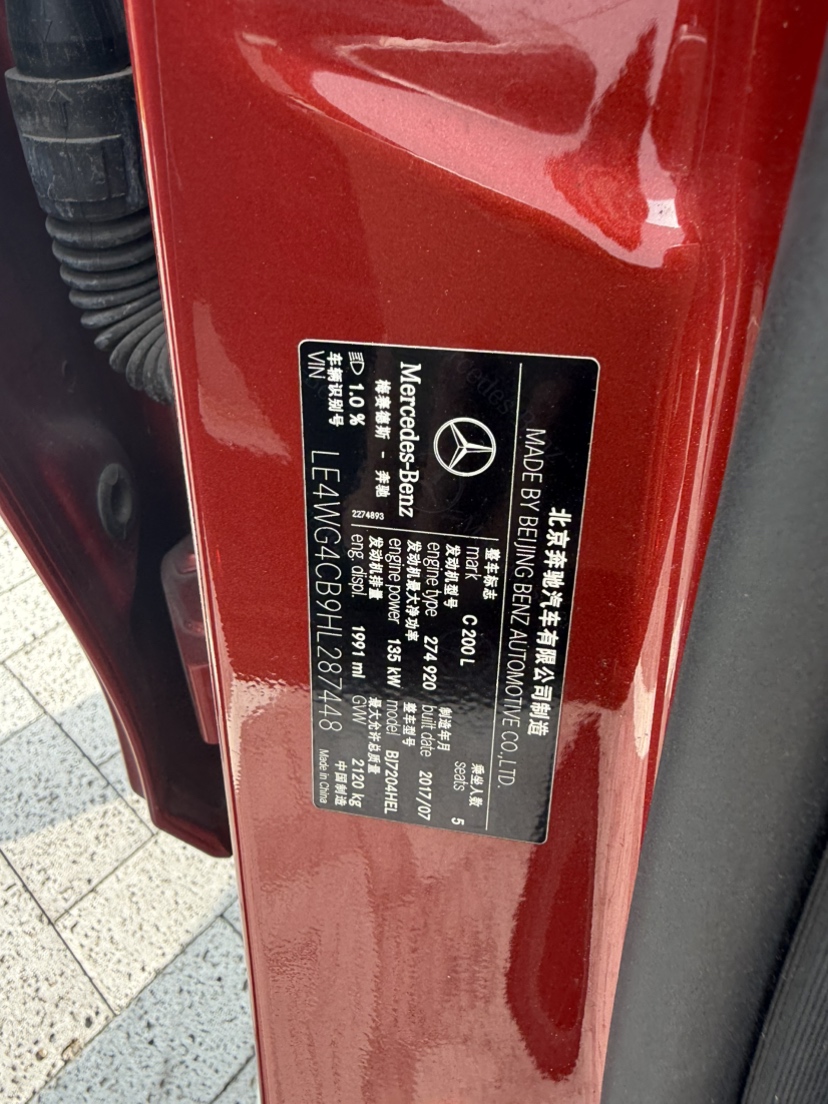 北京奔驰汽车有限公司制造
MADE BY BEIJING BENZ AUTOMOTIVE CO.,LTD.
整车标志
mark C 200 L
乘坐人数
seats 5
发动机型号
engine type 274 920
制造年月
built date 2017/07
Mercedes-Benz
梅赛德斯 - 奔驰
发动机最大净功率
engine power 135 kW
整车型号
model BJ7204HEL
2274893
发动机排量
eng. displ. 1991 ml
最大允许总质量
GVW 2120 kg
1.0 %
车辆识别号
VIN LE4WG4CB9HL287448
中国制造
Made in China